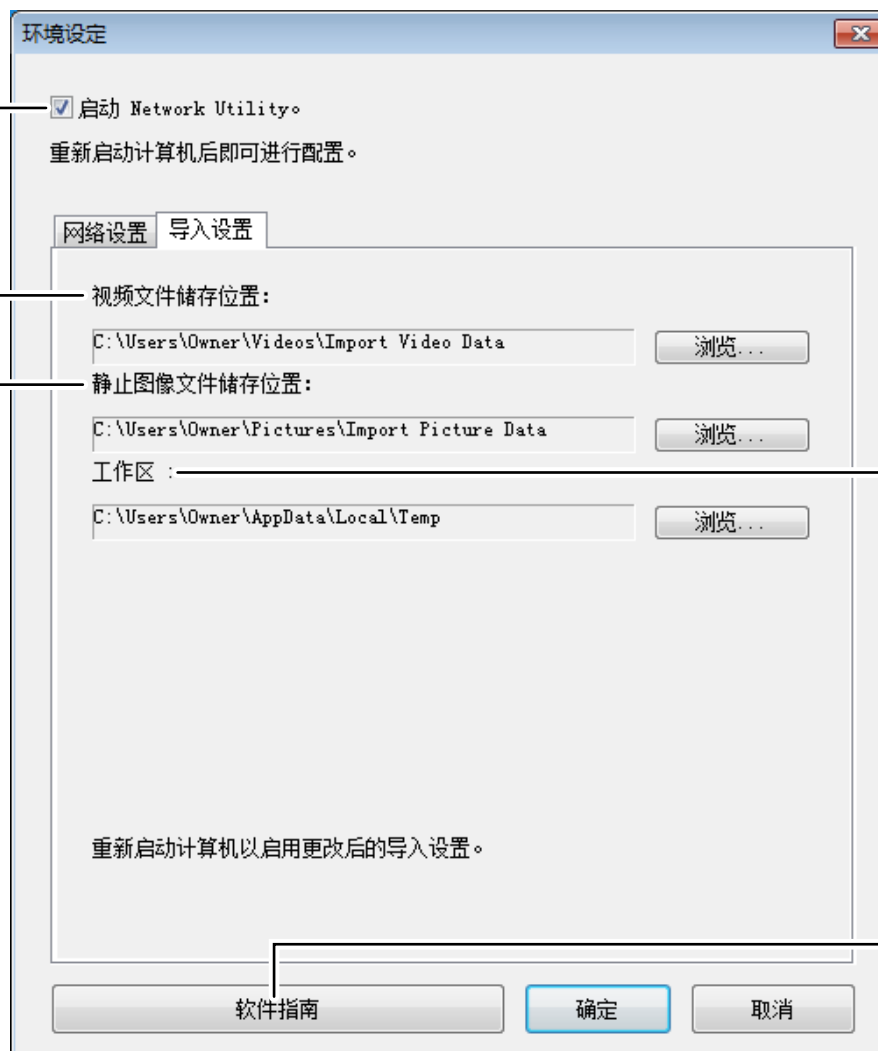 环境设定
启动 Network Utility。
重新启动计算机后即可进行配置。
网络设置 导入设置
视频文件储存位置:
C:\Users\Owner\Videos\Import Video Data 浏览...
静止图像文件储存位置:
C:\Users\Owner\Pictures\Import Picture Data 浏览...
工作区 :
C:\Users\Owner\AppData\Local\Temp 浏览...
重新启动计算机以启用更改后的导入设置。
软件指南 确定 取消